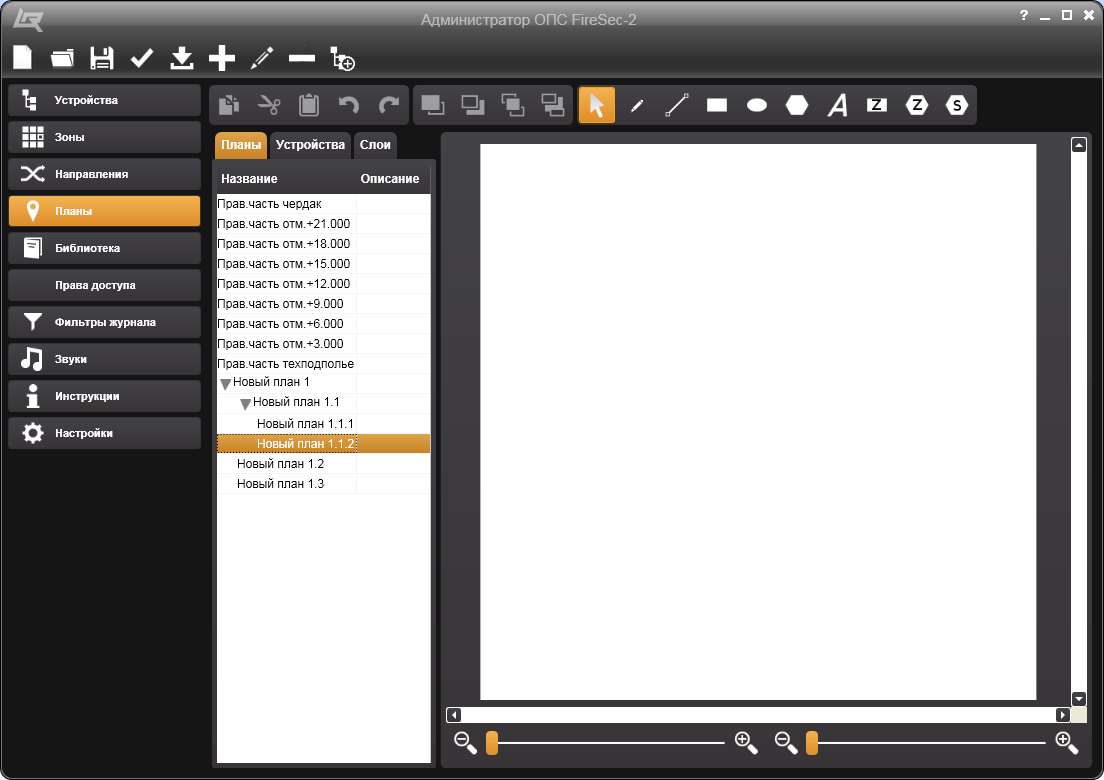 Администратор ОПС FireSec-2
?
Устройства
Зоны
Направления
Планы
Библиотека
Права доступа
Фильтры журнала
Звуки
Инструкции
Настройки
A Z Z S
Планы Устройства Слои
Название Описание
Прав.часть чердак
Прав.часть отм.+21.000
Прав.часть отм.+18.000
Прав.часть отм.+15.000
Прав.часть отм.+12.000
Прав.часть отм.+9.000
Прав.часть отм.+6.000
Прав.часть отм.+3.000
Прав.часть техподполье
Новый план 1
Новый план 1.1
Новый план 1.1.1
Новый план 1.1.2
Новый план 1.2
Новый план 1.3